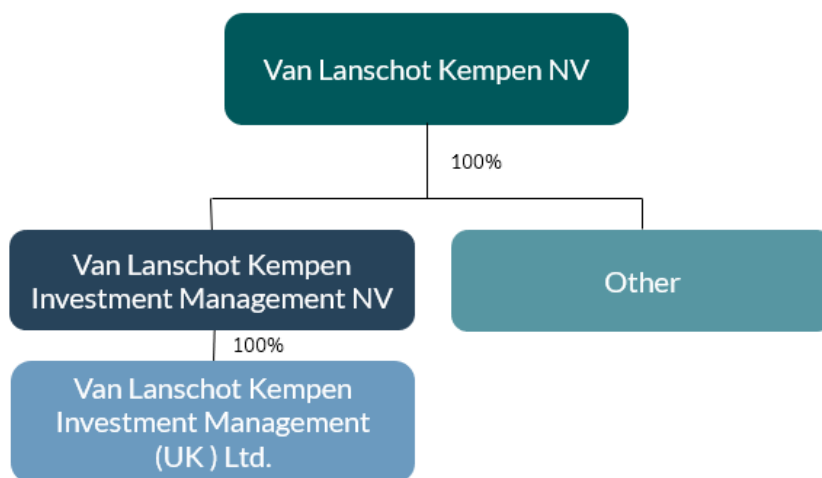 Van Lanschot Kempen NV
100%
Van Lanschot Kempen
Investment Management NV
Other
100%
Van Lanschot Kempen
Investment Management
(UK ) Ltd.